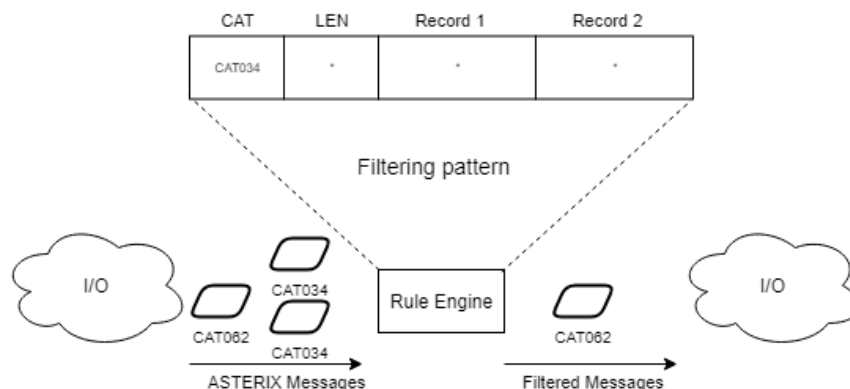 CAT LEN Record 1 Record 2
CAT034 * * *
Filtering pattern
I/O
CAT062
CAT034
CAT034
ASTERIX Messages
Rule Engine
CAT062
Filtered Messages
I/O